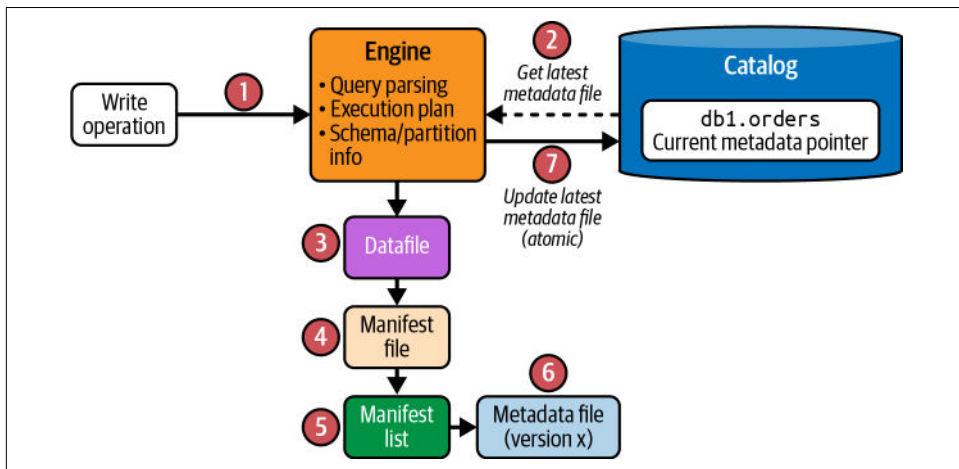 1
Write
operation
Engine
• Query parsing
• Execution plan
• Schema/partition
info
2
Get latest
metadata file
Catalog
db1.orders
Current metadata pointer
7
Update latest
metadata file
(atomic)
3
Datafile
4
Manifest
file
5
Manifest
list
6
Metadata file
(version x)